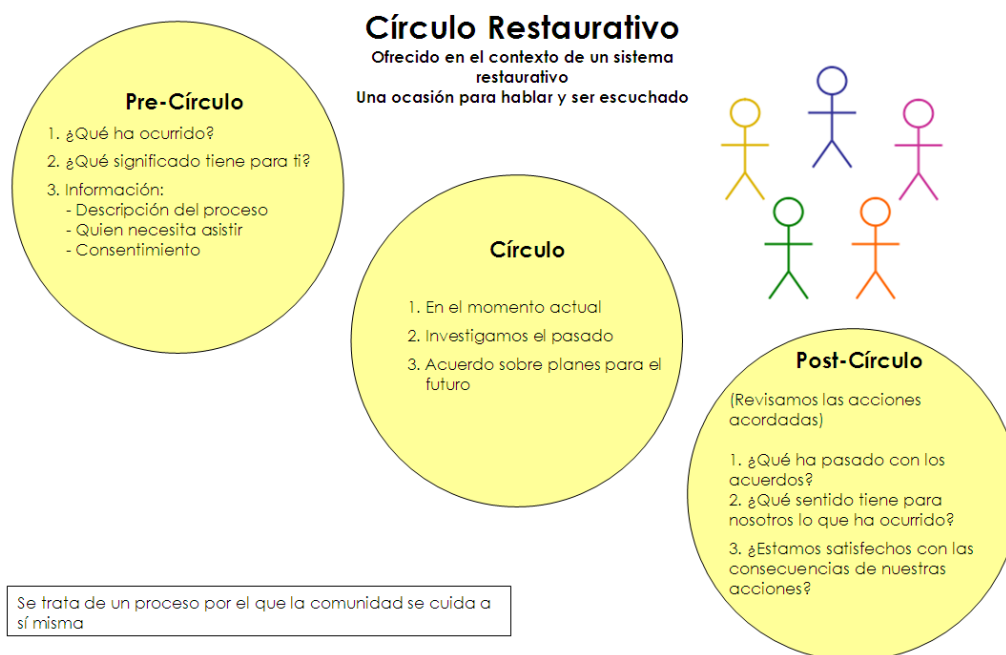 Círculo Restaurativo
Ofrecido en el contexto de un sistema
restaurativo
Una ocasión para hablar y ser escuchado
Pre-Círculo
1. ¿Qué ha ocurrido?
2. ¿Qué significado tiene para ti?
3. Información:
- Descripción del proceso
- Quien necesita asistir
- Consentimiento
Círculo
1. En el momento actual
2. Investigamos el pasado
3. Acuerdo sobre planes para el
futuro
Post-Círculo
(Revisamos las acciones
acordadas)
1. ¿Qué ha pasado con los
acuerdos?
2. ¿Qué sentido tiene para
nosotros lo que ha ocurrido?
3. ¿Estamos satisfechos con las
consecuencias de nuestras
acciones?
Se trata de un proceso por el que la comunidad se cuida a
sí misma